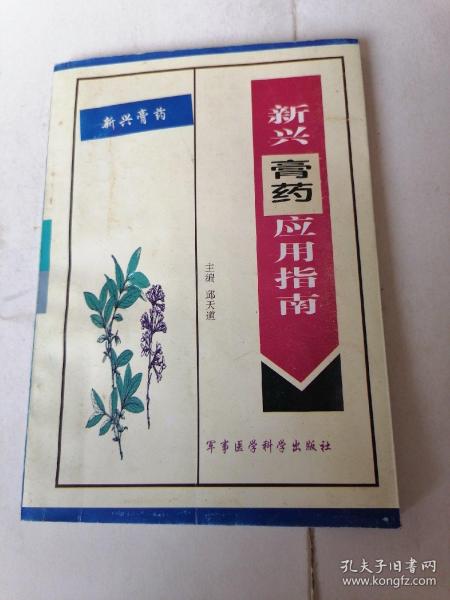 新兴膏药
新兴膏药应用指南
主编 邱天道
军事医学科学出版社
孔夫子旧书网
www.kongfz.com